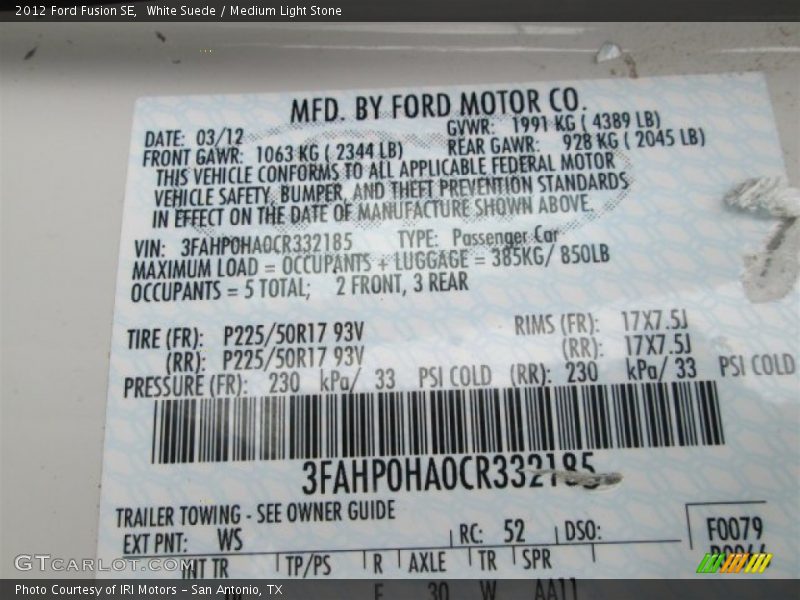 2012 Ford Fusion SE, White Suede / Medium Light Stone
MFD. BY FORD MOTOR CO.
DATE: 03/12 GVWR: 1991 KG ( 4389 LB)
FRONT GAWR: 1063 KG ( 2344 LB) REAR GAWR: 928 KG ( 2045 LB)
THIS VEHICLE CONFORMS TO ALL APPLICABLE FEDERAL MOTOR
VEHICLE SAFETY, BUMPER, AND THEFT PREVENTION STANDARDS
IN EFFECT ON THE DATE OF MANUFACTURE SHOWN ABOVE.
VIN: 3FAHP0HA0CR332185 TYPE: Passenger Car
MAXIMUM LOAD = OCCUPANTS + LUGGAGE = 385KG/ 850LB
OCCUPANTS = 5 TOTAL; 2 FRONT, 3 REAR
TIRE (FR): P225/50R17 93V RIMS (FR): 17X7.5J
(RR): P225/50R17 93V (RR): 17X7.5J
PRESSURE (FR): 230 kPa/ 33 PSI COLD (RR): 230 kPa/ 33 PSI COLD
3FAHP0HA0CR332185
TRAILER TOWING - SEE OWNER GUIDE
EXT PNT: WS RC: 52 DSO: F0079
INT TR TP/PS R AXLE TR SPR
F 30 W AA11
GTCarLot.com
Photo Courtesy of IRI Motors – San Antonio, TX